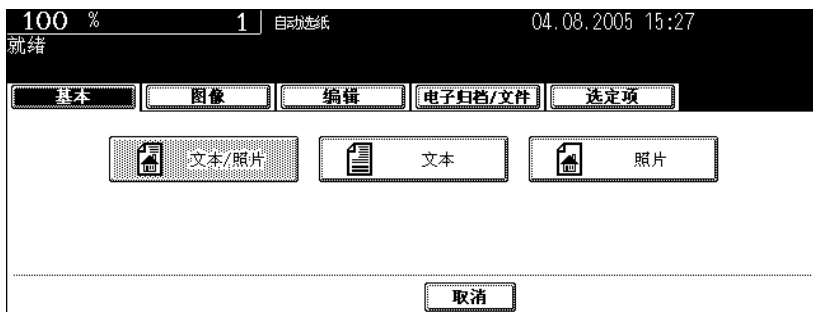 100 % 1 自动选纸 04.08.2005 15:27
就绪
基本 图像 编辑 电子归档/文件 选定项
文本/照片 文本 照片
取消